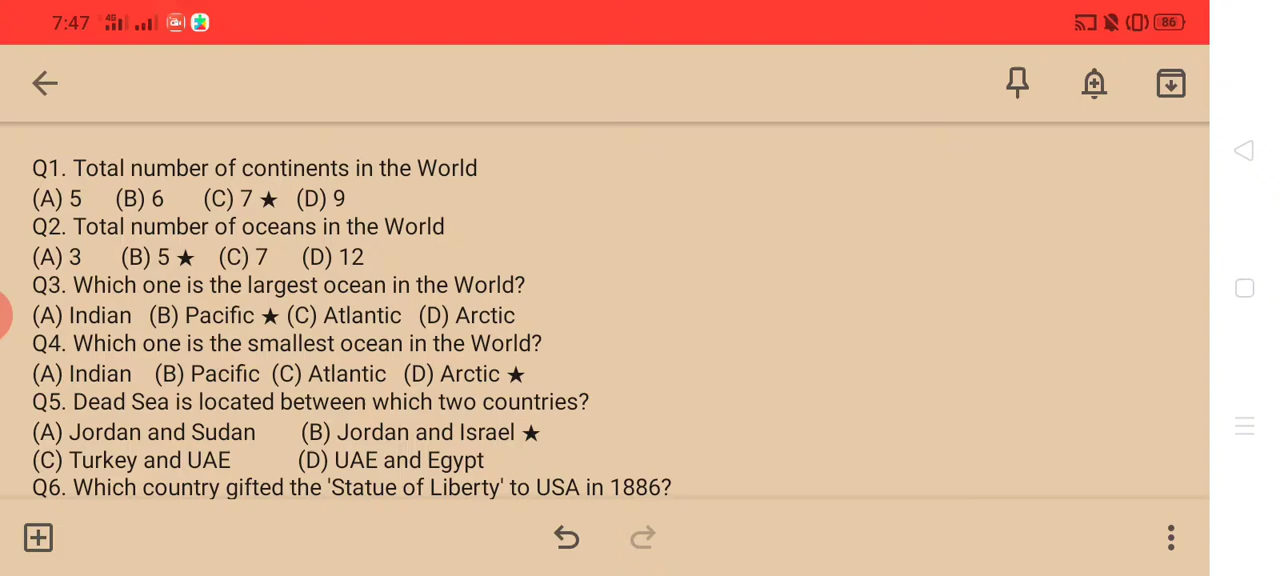 7:47 4G 86
Q1. Total number of continents in the World
(A) 5 (B) 6 (C) 7 ★ (D) 9
Q2. Total number of oceans in the World
(A) 3 (B) 5 ★ (C) 7 (D) 12
Q3. Which one is the largest ocean in the World?
(A) Indian (B) Pacific ★ (C) Atlantic (D) Arctic
Q4. Which one is the smallest ocean in the World?
(A) Indian (B) Pacific (C) Atlantic (D) Arctic ★
Q5. Dead Sea is located between which two countries?
(A) Jordan and Sudan (B) Jordan and Israel ★
(C) Turkey and UAE (D) UAE and Egypt
Q6. Which country gifted the 'Statue of Liberty' to USA in 1886?